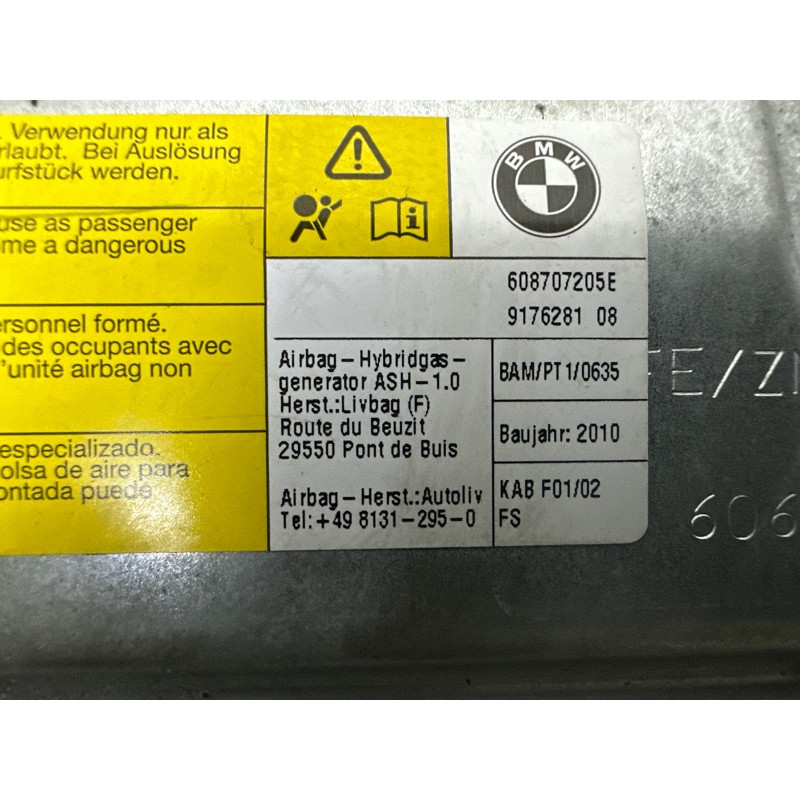 . Verwendung nur als
rlaubt. Bei Auslösung
urfstück werden.
use as passenger
me a dangerous
ersonnel formé.
des occupants avec
'unité airbag non
especializado.
olsa de aire para
ontada puede
BMW
608707205E
9176281 08
Airbag-Hybridgas-
generator ASH-1.0
Herst.:Livbag (F)
Route du Beuzit
29550 Pont de Buis
Airbag-Herst.:Autoliv
Tel:+49 8131-295-0
BAM/PT1/0635
Baujahr: 2010
KAB F01/02
FS
FE/Z
606